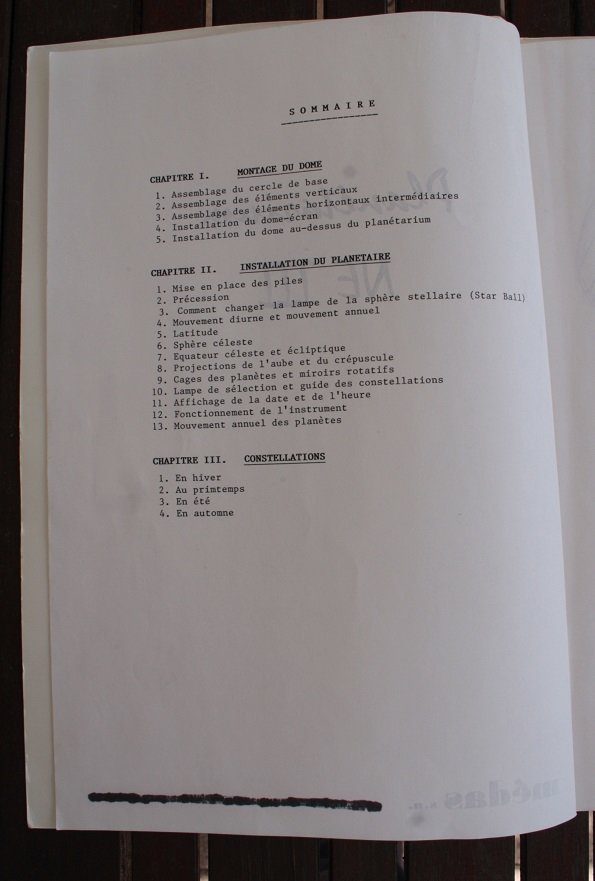 SOMMAIRE
CHAPITRE I. MONTAGE DU DOME
1. Assemblage du cercle de base
2. Assemblage des éléments verticaux
3. Assemblage des éléments horizontaux intermédiaires
4. Installation du dome-écran
5. Installation du dome au-dessus du planétarium
CHAPITRE II. INSTALLATION DU PLANETAIRE
1. Mise en place des piles
2. Précession
3. Comment changer la lampe de la sphère stellaire (Star Ball)
4. Mouvement diurne et mouvement annuel
5. Latitude
6. Sphère céleste
7. Equateur céleste et écliptique
8. Projections de l'aube et du crépuscule
9. Cages des planètes et miroirs rotatifs
10. Lampe de sélection et guide des constellations
11. Affichage de la date et de l'heure
12. Fonctionnement de l'instrument
13. Mouvement annuel des planètes
CHAPITRE III. CONSTELLATIONS
1. En hiver
2. Au primtemps
3. En été
4. En automne